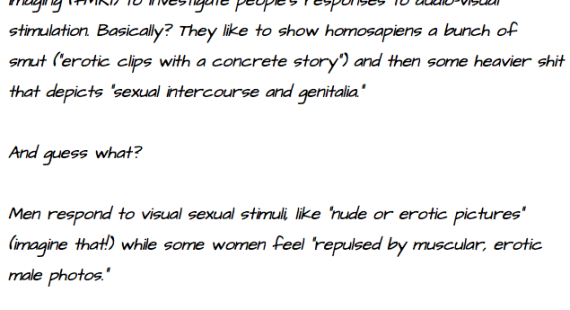 imaging (FMRI) to investigate people's responses to audio-visual
stimulation. Basically? They like to show homosapiens a bunch of
smut ("erotic clips with a concrete story") and then some heavier shit
that depicts "sexual intercourse and genitalia."
And guess what?
Men respond to visual sexual stimuli, like "nude or erotic pictures"
(imagine that!) while some women feel "repulsed by muscular, erotic
male photos."